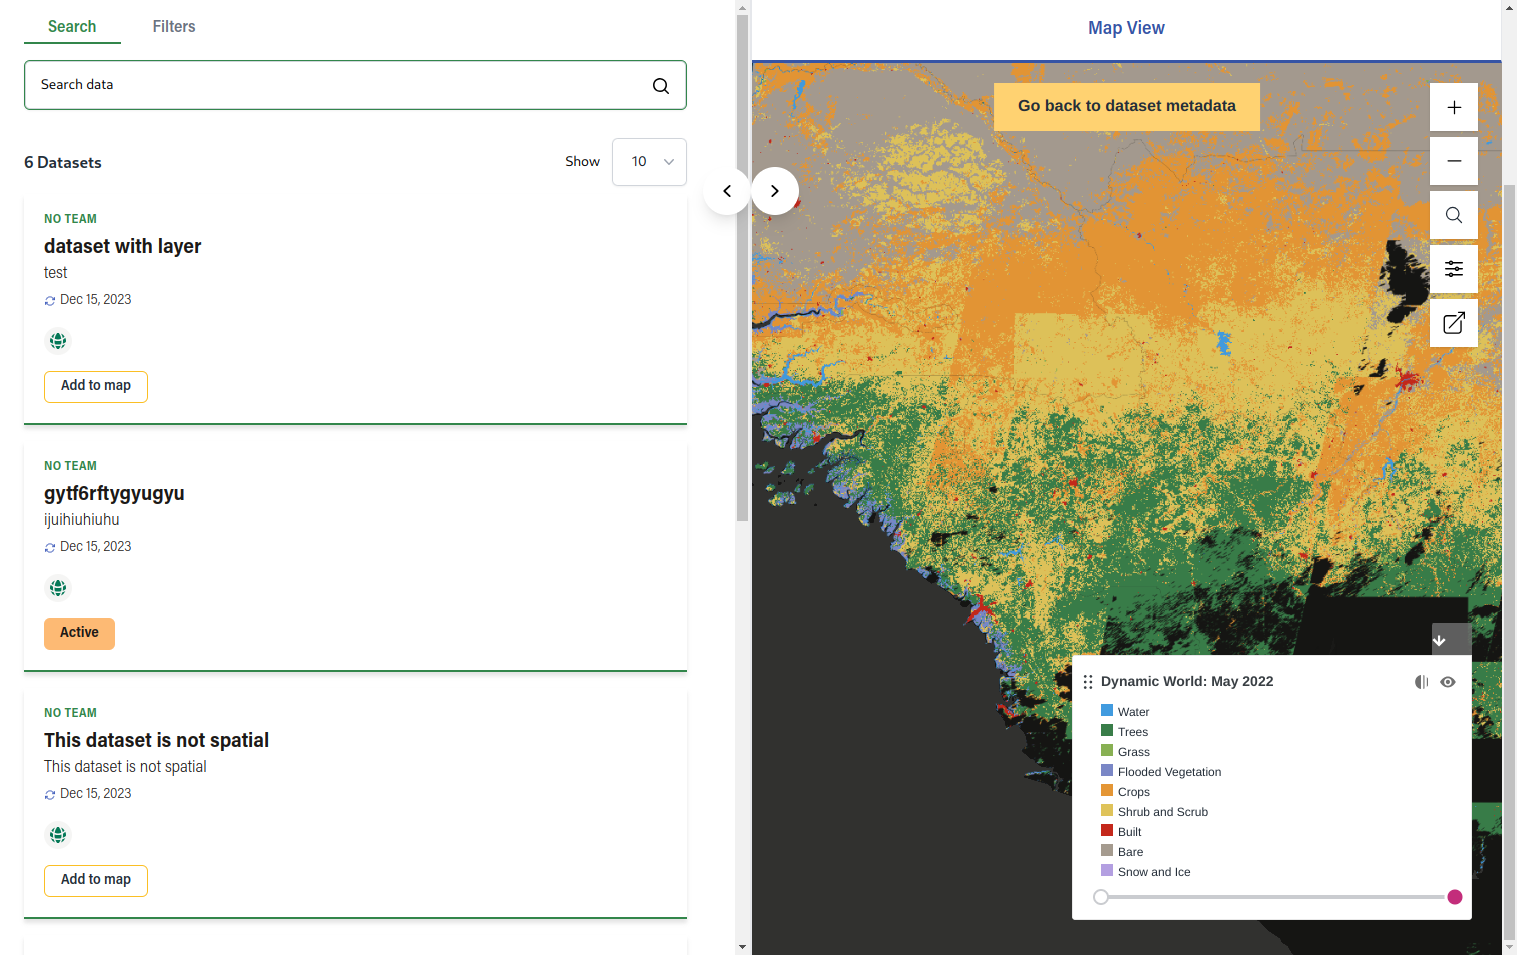 Search
Filters
Search data
6 Datasets
Show
10
NO TEAM
dataset with layer
test
Dec 15, 2023
Add to map
NO TEAM
gytf6rftygyugyu
ijuihiuhiuhu
Dec 15, 2023
Active
NO TEAM
This dataset is not spatial
This dataset is not spatial
Dec 15, 2023
Add to map
Map View
Go back to dataset metadata
Dynamic World: May 2022
Water
Trees
Grass
Flooded Vegetation
Crops
Shrub and Scrub
Built
Bare
Snow and Ice